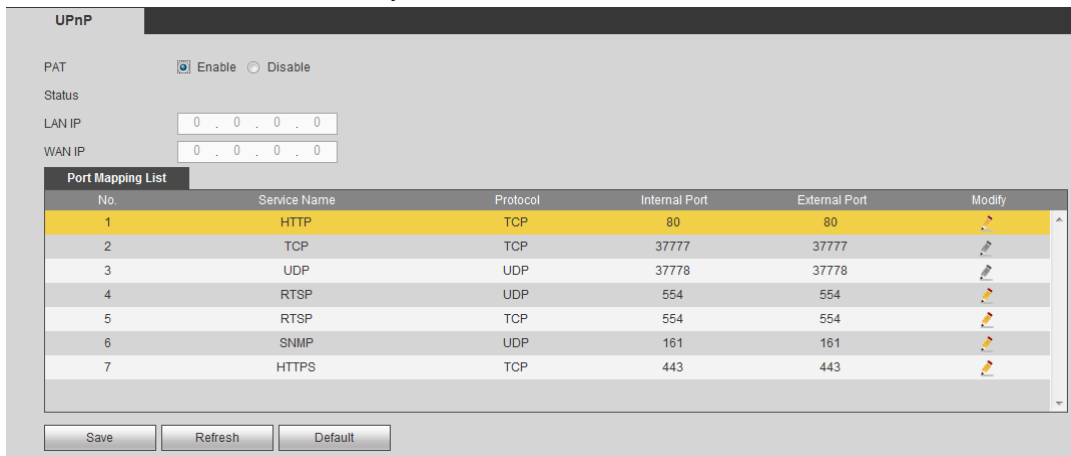 UPnP
PAT Enable Disable
Status
LAN IP 0 . 0 . 0 . 0
WAN IP 0 . 0 . 0 . 0
Port Mapping List
No. Service Name Protocol Internal Port External Port Modify
1 HTTP TCP 80 80
2 TCP TCP 37777 37777
3 UDP UDP 37778 37778
4 RTSP UDP 554 554
5 RTSP TCP 554 554
6 SNMP UDP 161 161
7 HTTPS TCP 443 443
Save Refresh Default